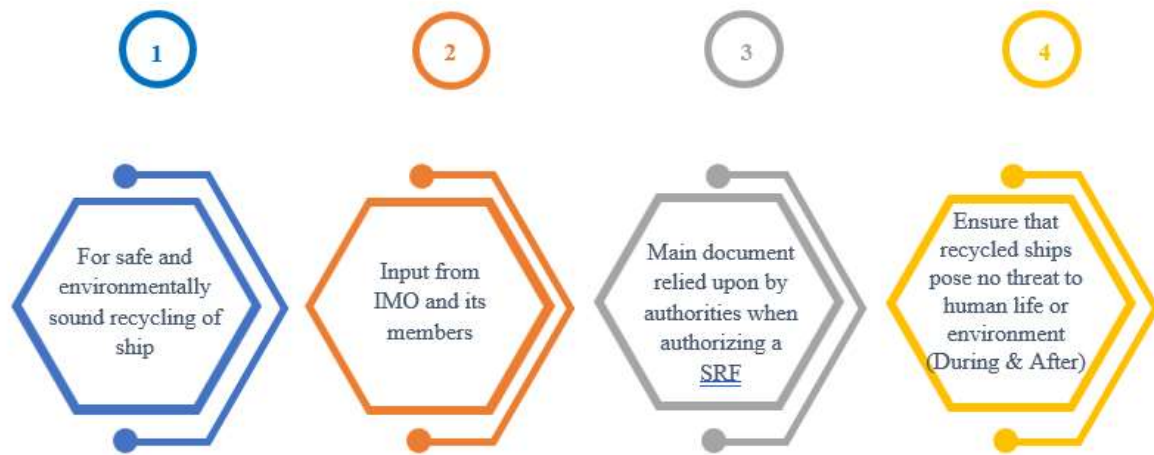 1
2
3
4
For safe and
environmentally
sound recycling of
ship
Input from
IMO and its
members
Main document
relied upon by
authorities when
authorizing a
SRF
Ensure that
recycled ships
pose no threat to
human life or
environment
(During & After)